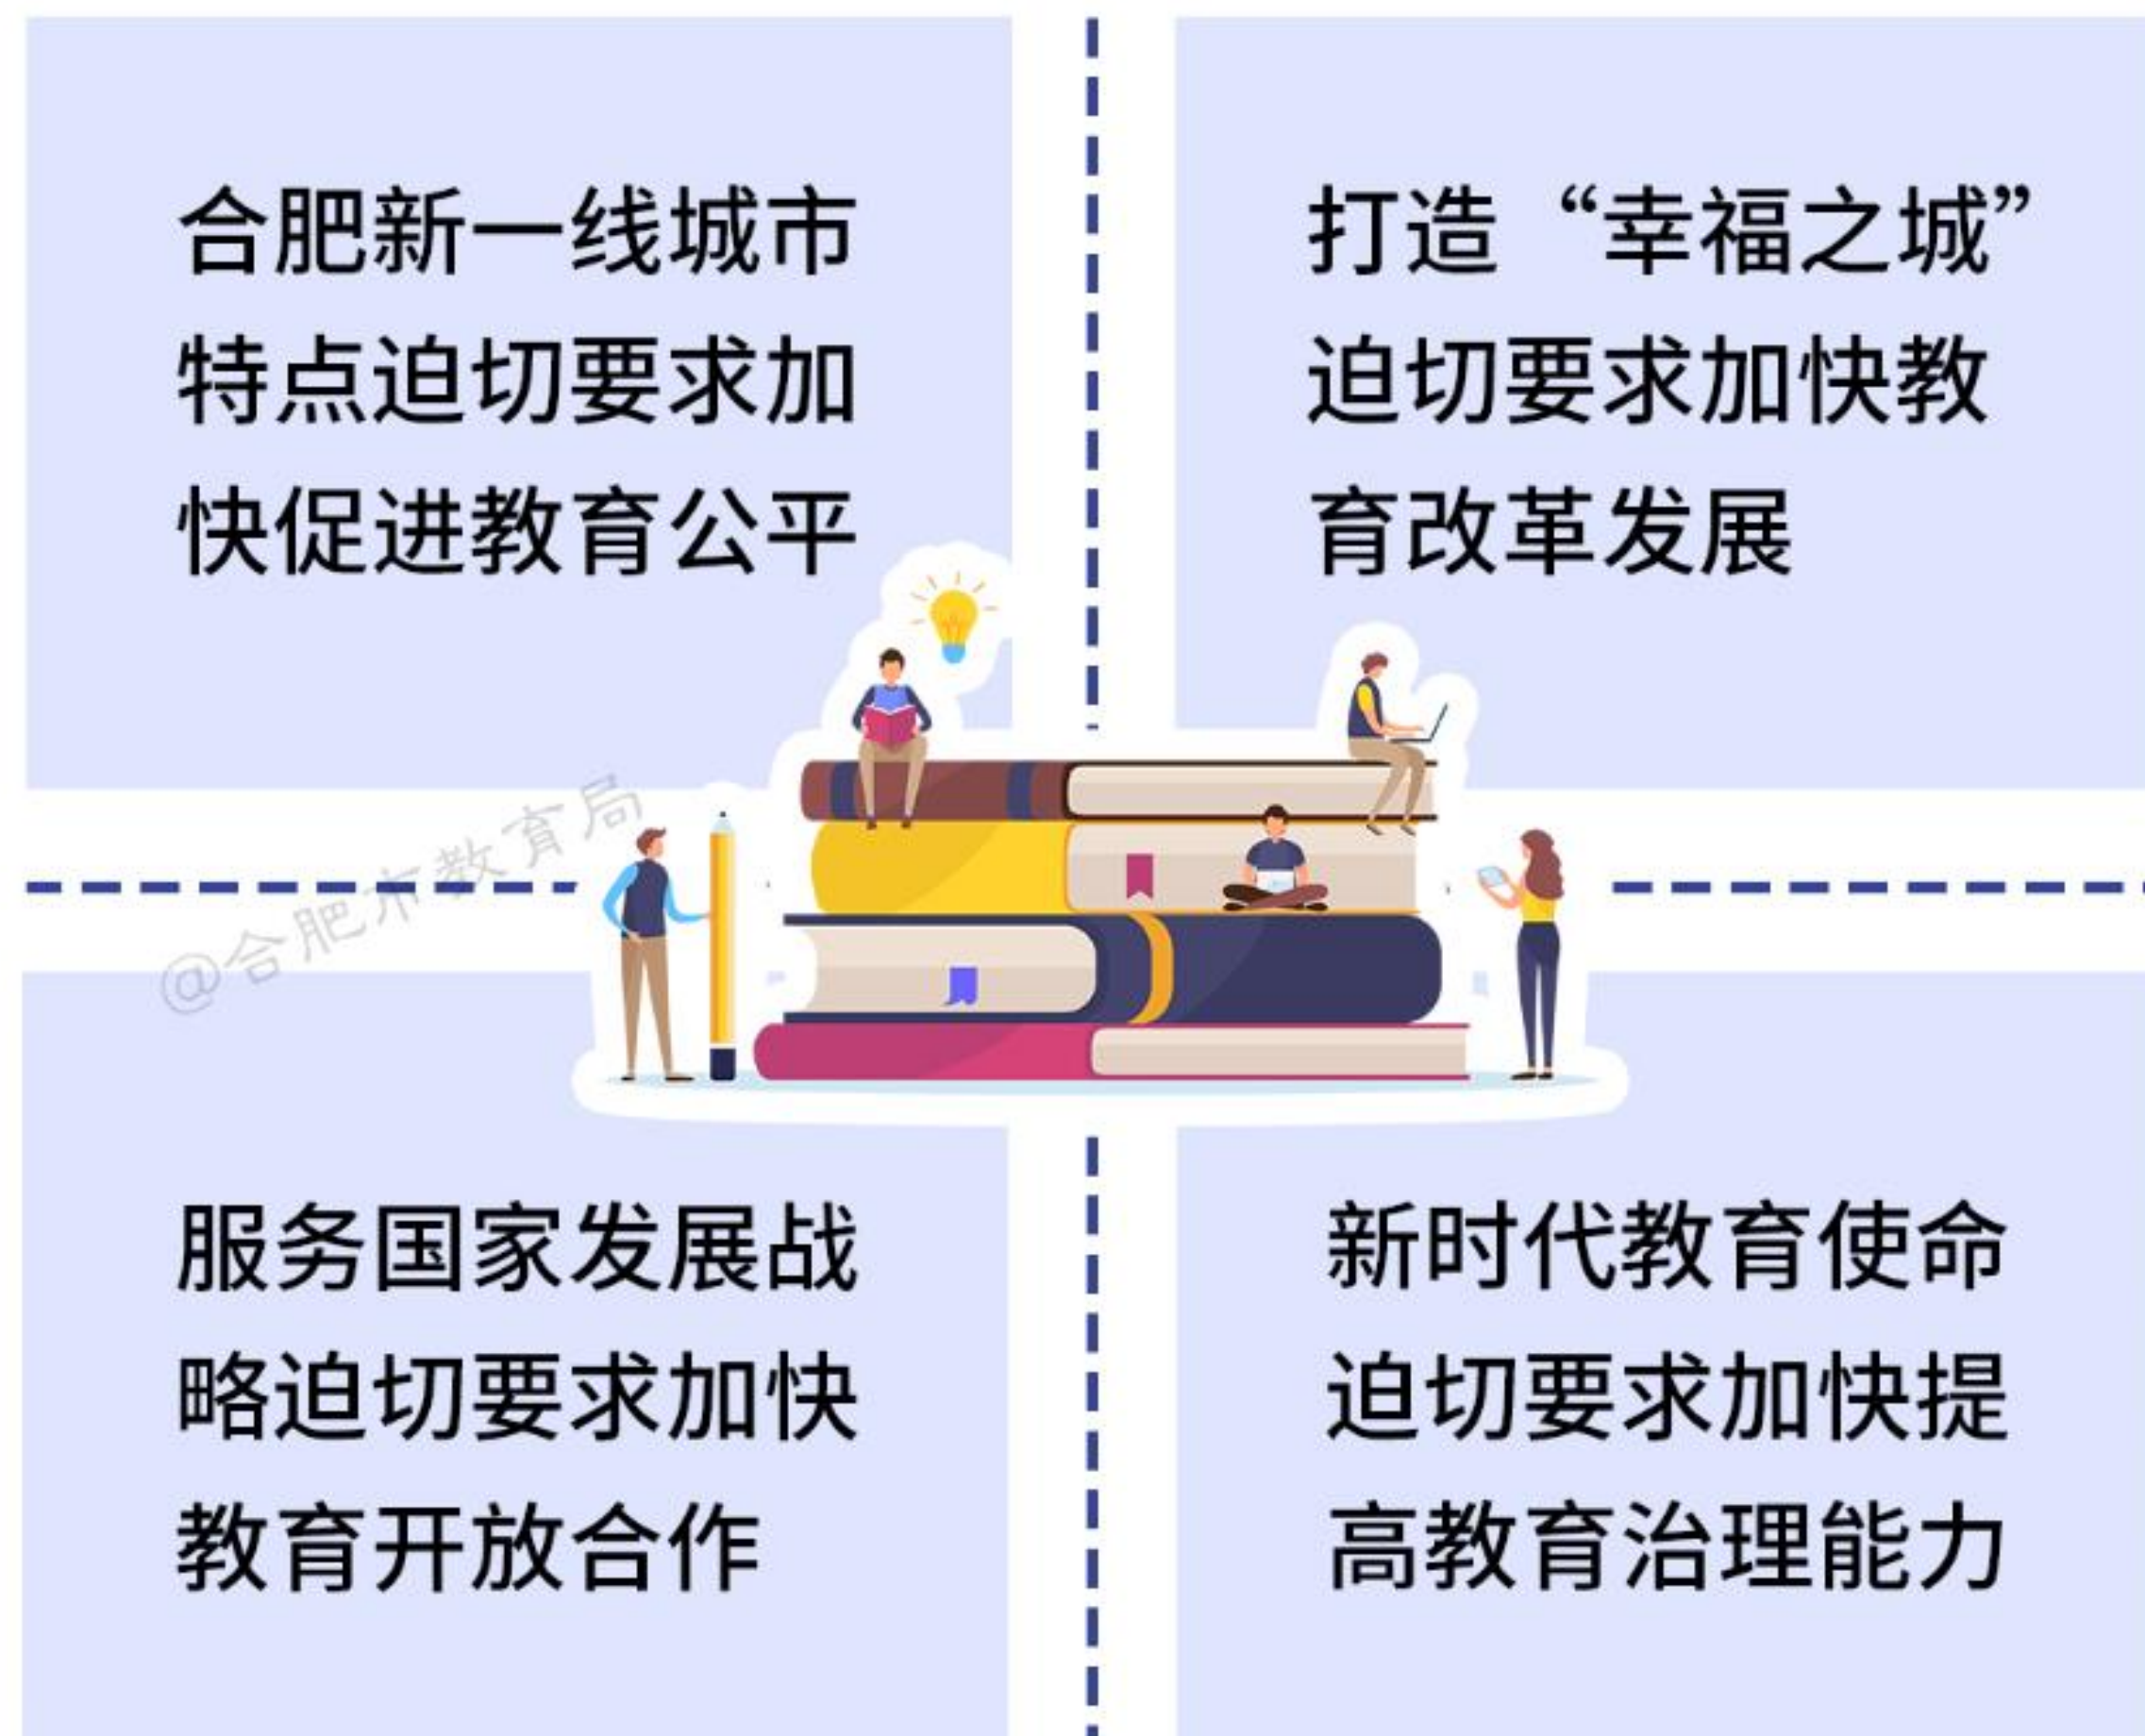 合肥新一线城市
特点迫切要求加
快促进教育公平
打造“幸福之城”
迫切要求加快教
育改革发展
@合肥市教育局
服务国家发展战
略迫切要求加快
教育开放合作
新时代教育使命
迫切要求加快提
高教育治理能力